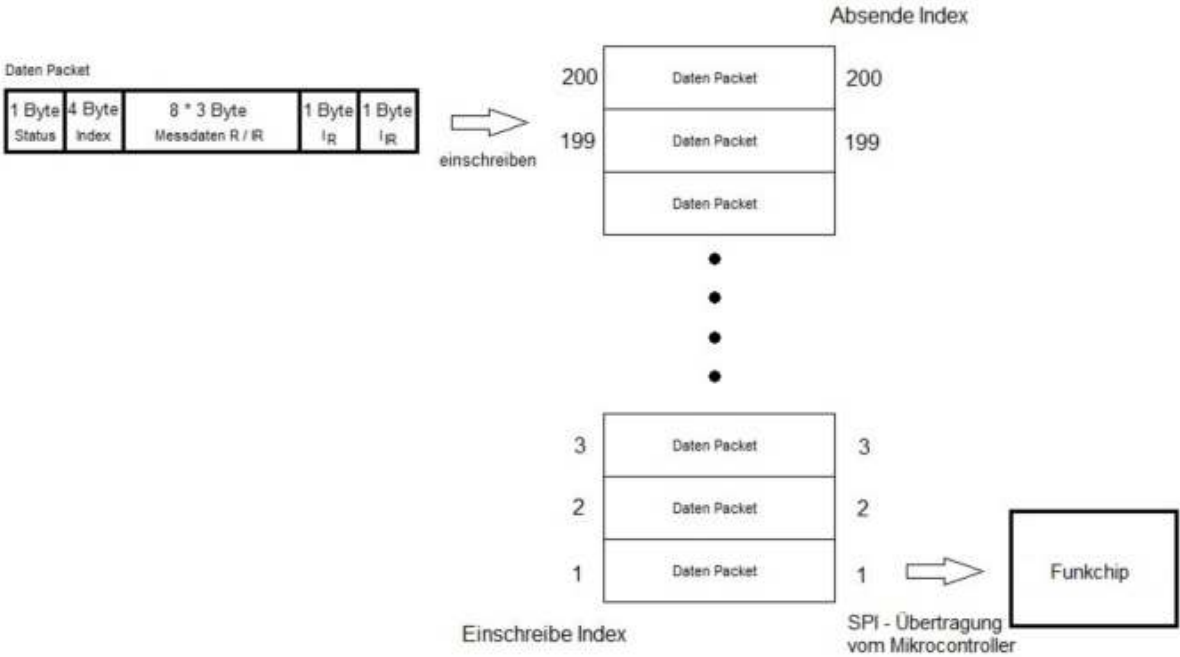 Absende Index
Daten Packet
1 Byte 4 Byte 8 * 3 Byte 1 Byte 1 Byte
Status Index Messdaten R / IR I_R I_IR
einschreiben
200 Daten Packet 200
199 Daten Packet 199
Daten Packet
3 Daten Packet 3
2 Daten Packet 2
1 Daten Packet 1
Funkchip
Einschreibe Index
SPI - Übertragung
vom Mikrocontroller